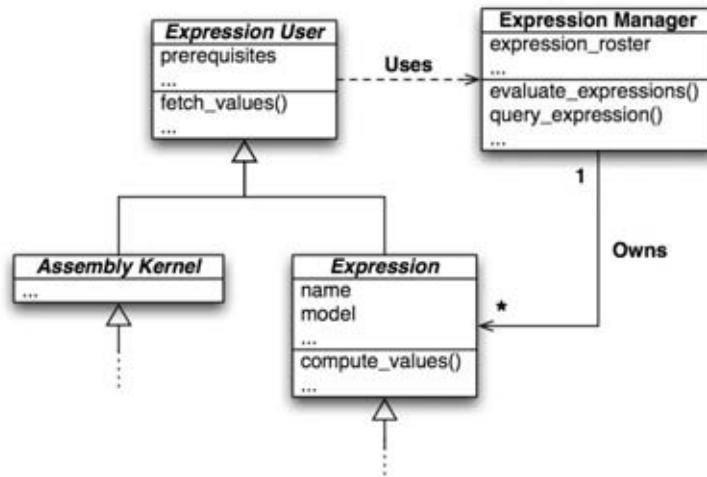 Expression User
prerequisites
...
fetch_values()
...
Uses
Expression Manager
expression_roster
...
evaluate_expressions()
query_expression()
...
1
Owns
*
Assembly Kernel
...
Expression
name
model
...
compute_values()
...